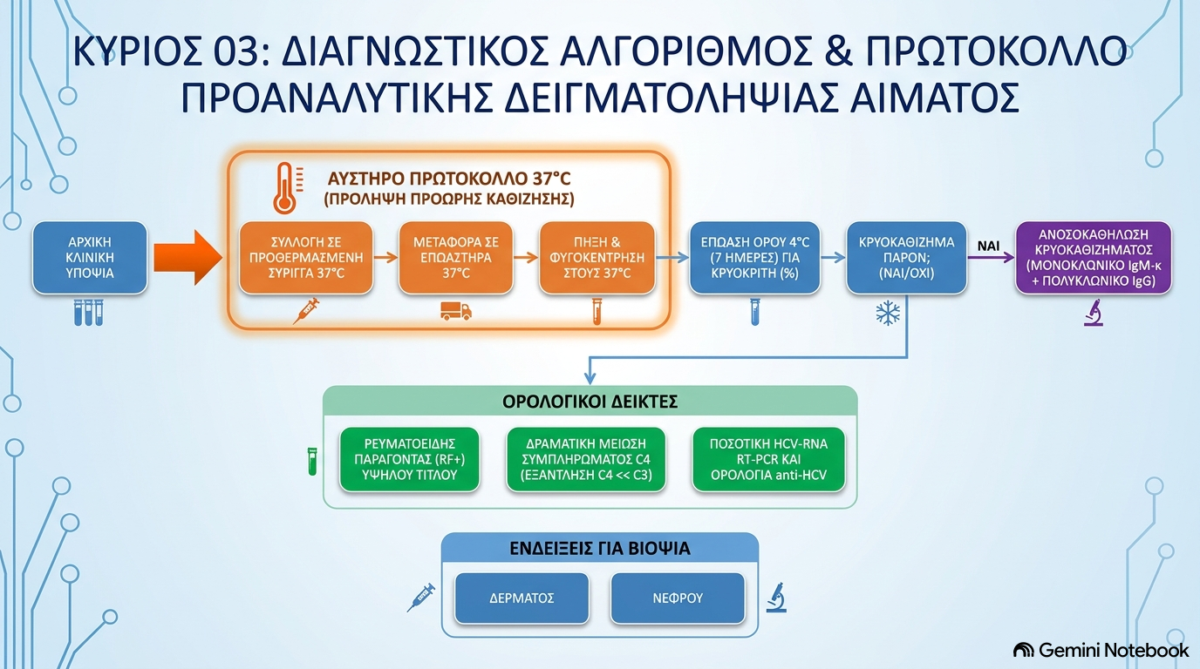 ΚΥΡΙΟΣ 03: ΔΙΑΓΝΩΣΤΙΚΟΣ ΑΛΓΟΡΙΘΜΟΣ & ΠΡΩΤΟΚΟΛΛΟ
ΠΡΟΑΝΑΛΥΤΙΚΗΣ ΔΕΙΓΜΑΤΟΛΗΨΙΑΣ ΑΙΜΑΤΟΣ
ΑΥΣΤΗΡΟ ΠΡΩΤΟΚΟΛΛΟ 37°C
(ΠΡΟΛΗΨΗ ΠΡΟΩΡΗΣ ΚΑΘΙΖΗΣΗΣ)
ΑΡΧΙΚΗ
ΚΛΙΝΙΚΗ
ΥΠΟΨΙΑ
ΣΥΛΛΟΓΗ ΣΕ
ΠΡΟΘΕΡΜΑΣΜΕΝΗ
ΣΥΡΙΓΓΑ 37°C
ΜΕΤΑΦΟΡΑ ΣΕ
ΕΠΩΑΣΤΗΡΑ
37°C
ΠΗΞΗ &
ΦΥΓΟΚΕΝΤΡΗΣΗ
ΣΤΟΥΣ 37°C
ΕΠΩΑΣΗ ΟΡΟΥ 4°C
(7 ΗΜΕΡΕΣ) ΓΙΑ
ΚΡΥΟΚΡΙΤΗ (%)
ΚΡΥΟΚΑΘΙΖΗΜΑ
ΠΑΡΟΝ;
(ΝΑΙ/ΟΧΙ)
ΝΑΙ
ΑΝΟΣΟΚΑΘΗΛΩΣΗ
ΚΡΥΟΚΑΘΙΖΗΜΑΤΟΣ
(ΜΟΝΟΚΛΩΝΙΚΟ IgM-κ
+ ΠΟΛΥΚΛΩΝΙΚΟ IgG)
ΟΡΟΛΟΓΙΚΟΙ ΔΕΙΚΤΕΣ
ΡΕΥΜΑΤΟΕΙΔΗΣ
ΠΑΡΑΓΟΝΤΑΣ (RF+)
ΥΨΗΛΟΥ ΤΙΤΛΟΥ
ΔΡΑΜΑΤΙΚΗ ΜΕΙΩΣΗ
ΣΥΜΠΛΗΡΩΜΑΤΟΣ C4
(ΕΞΑΝΤΛΗΣΗ C4 << C3)
ΠΟΣΟΤΙΚΗ HCV-RNA
RT-PCR ΚΑΙ
ΟΡΟΛΟΓΙΑ anti-HCV
ΕΝΔΕΙΞΕΙΣ ΓΙΑ ΒΙΟΨΙΑ
ΔΕΡΜΑΤΟΣ
ΝΕΦΡΟΥ
Gemini Notebook